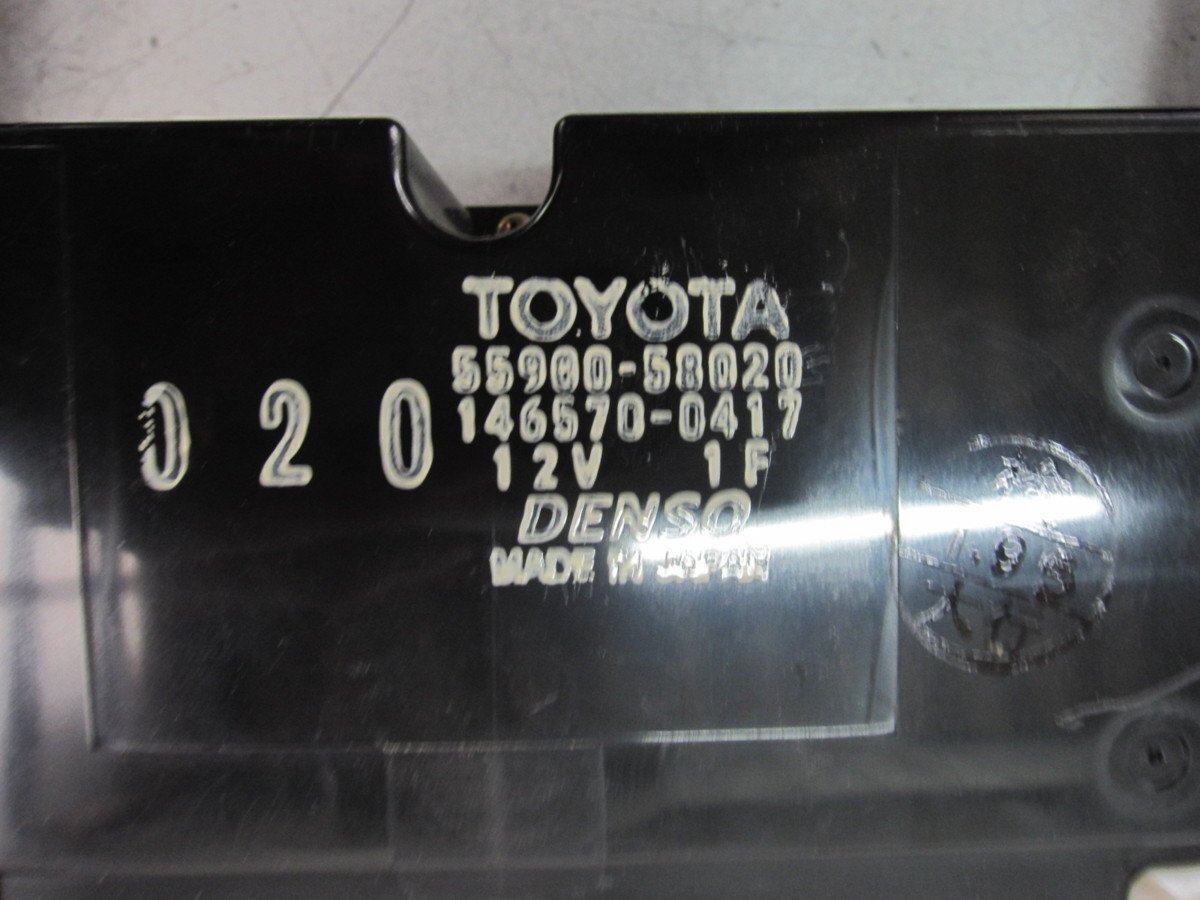 TOYOTA
55900-58020
146570-0417
020
12V 1F
DENSO
MADE IN JAPAN